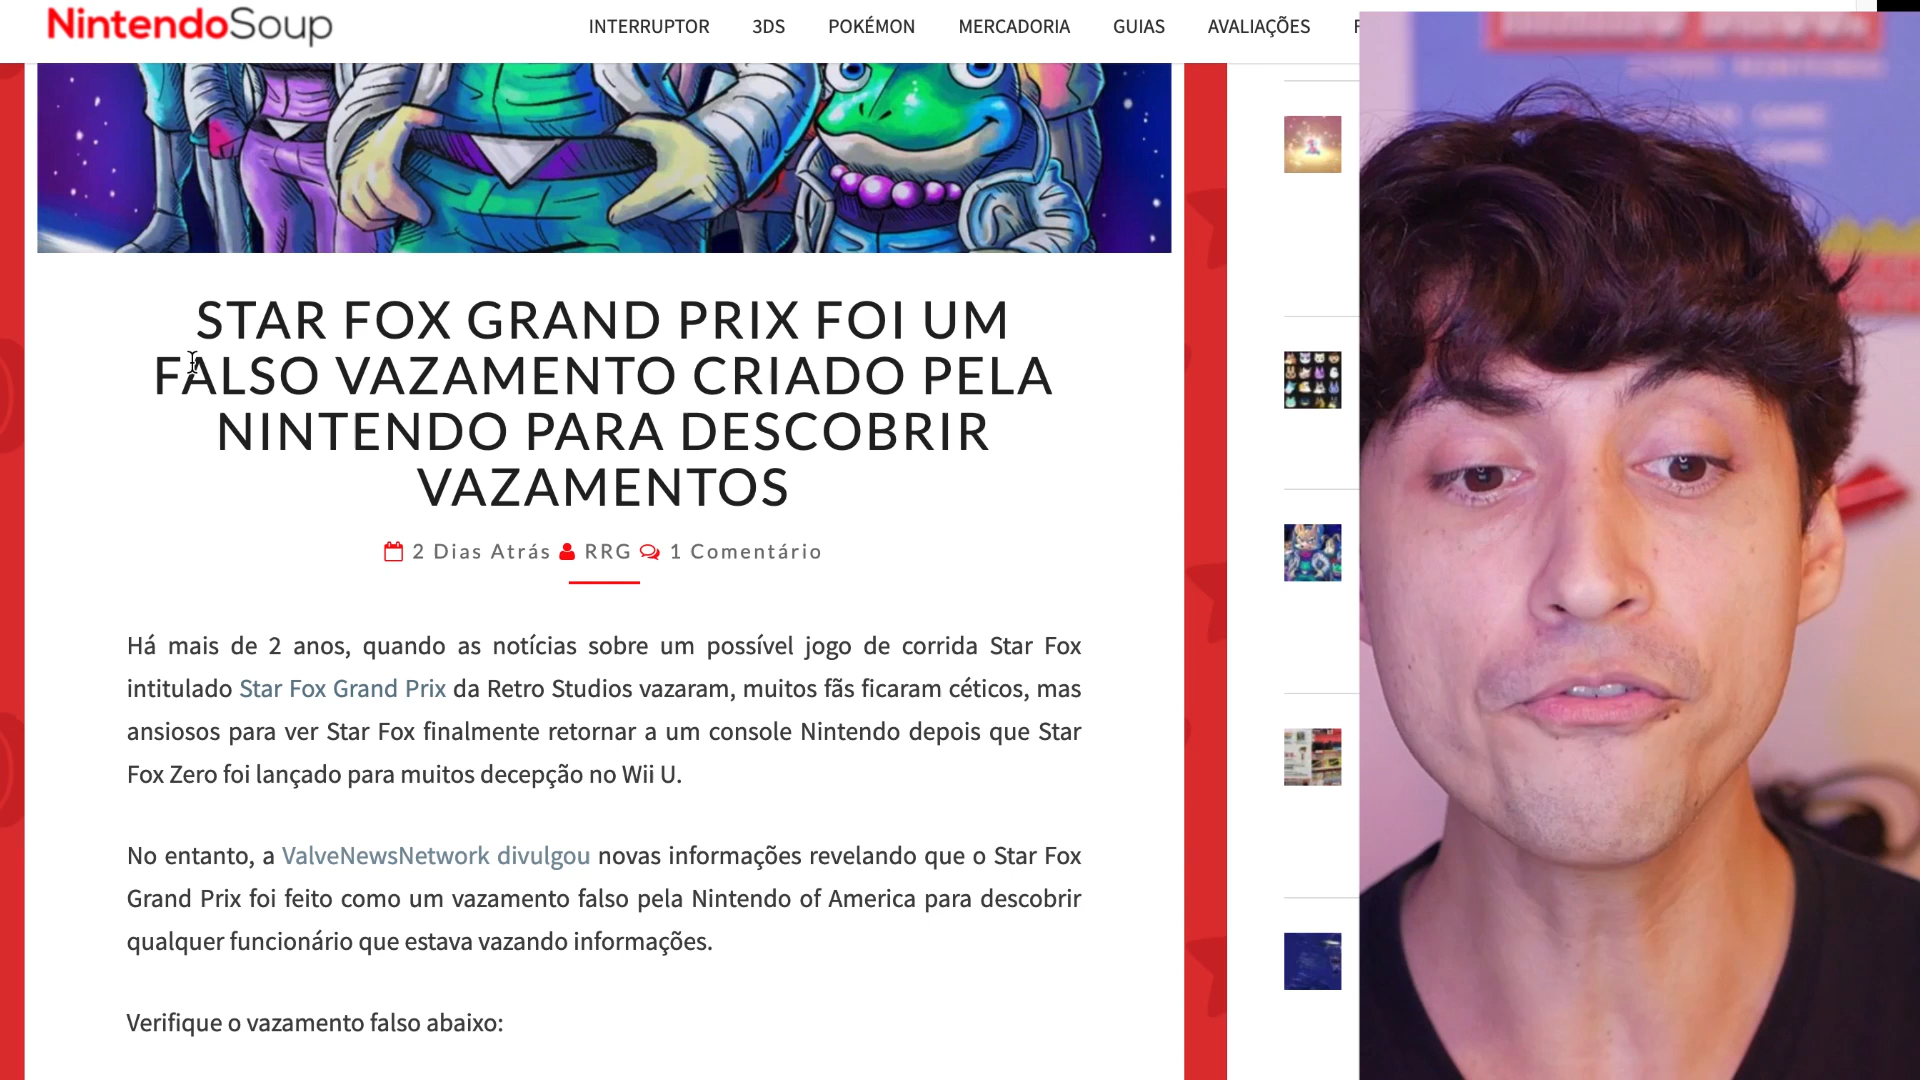 NintendoSoup
INTERRUPTOR 3DS POKÉMON MERCADORIA GUIAS AVALIAÇÕES
STAR FOX GRAND PRIX FOI UM
FALSO VAZAMENTO CRIADO PELA
NINTENDO PARA DESCOBRIR
VAZAMENTOS
2 Dias Atrás RRG 1 Comentário
Há mais de 2 anos, quando as notícias sobre um possível jogo de corrida Star Fox
intitulado Star Fox Grand Prix da Retro Studios vazaram, muitos fãs ficaram céticos, mas
ansiosos para ver Star Fox finalmente retornar a um console Nintendo depois que Star
Fox Zero foi lançado para muitos decepção no Wii U.
No entanto, a ValveNewsNetwork divulgou novas informações revelando que o Star Fox
Grand Prix foi feito como um vazamento falso pela Nintendo of America para descobrir
qualquer funcionário que estava vazando informações.
Verifique o vazamento falso abaixo: